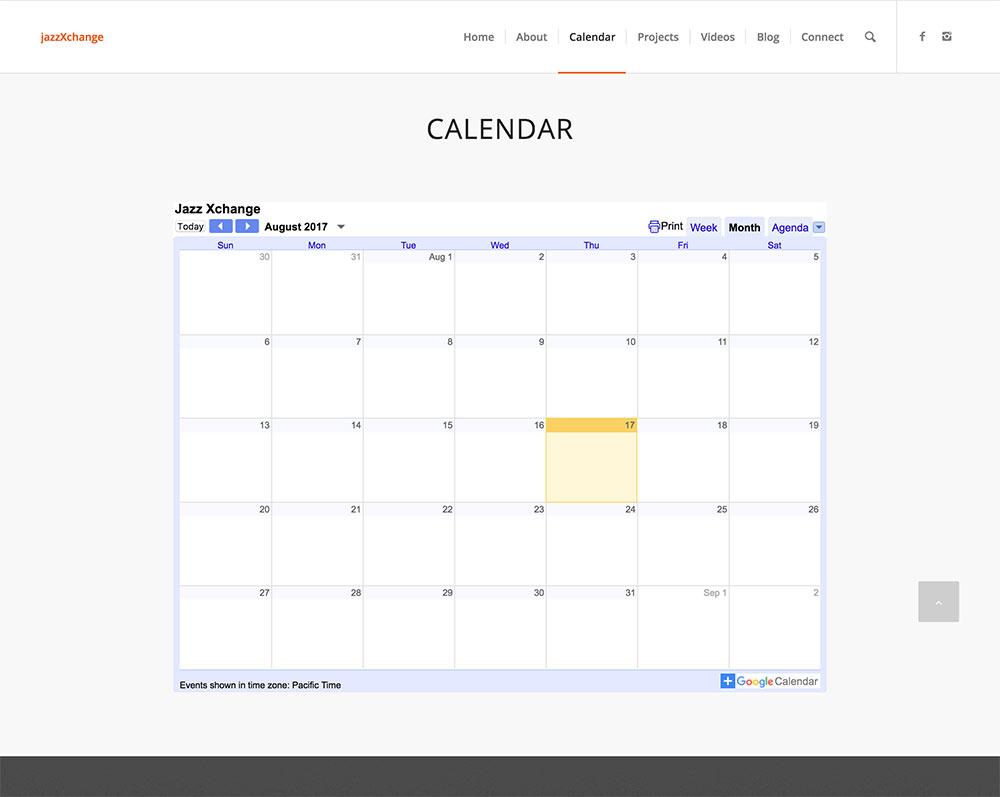 jazzXchange Home About Calendar Projects Videos Blog Connect
CALENDAR
Jazz Xchange
Today August 2017 Print Week Month Agenda
Sun Mon Tue Wed Thu Fri Sat
30 31 Aug 1 2 3 4 5
6 7 8 9 10 11 12
13 14 15 16 17 18 19
20 21 22 23 24 25 26
27 28 29 30 31 Sep 1 2
Events shown in time zone: Pacific Time Google Calendar